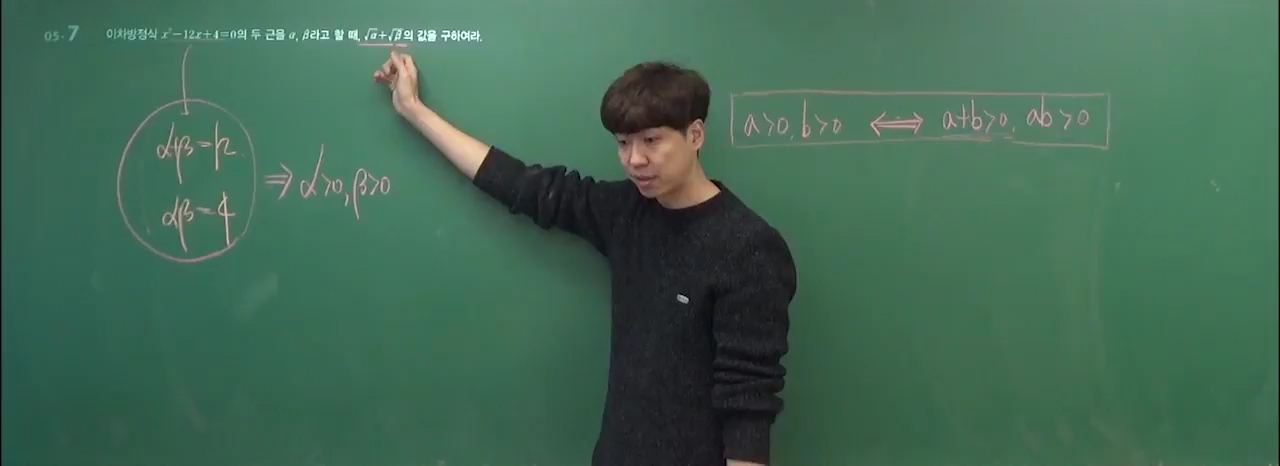 05-7 이차방정식 x²-12x+4=0의 두 근을 α, β라고 할 때, √α+√β의 값을 구하여라.
α+β=12
αβ=4
⇒ α>0, β>0
a>0, b>0 ⟺ a+b>0, ab>0